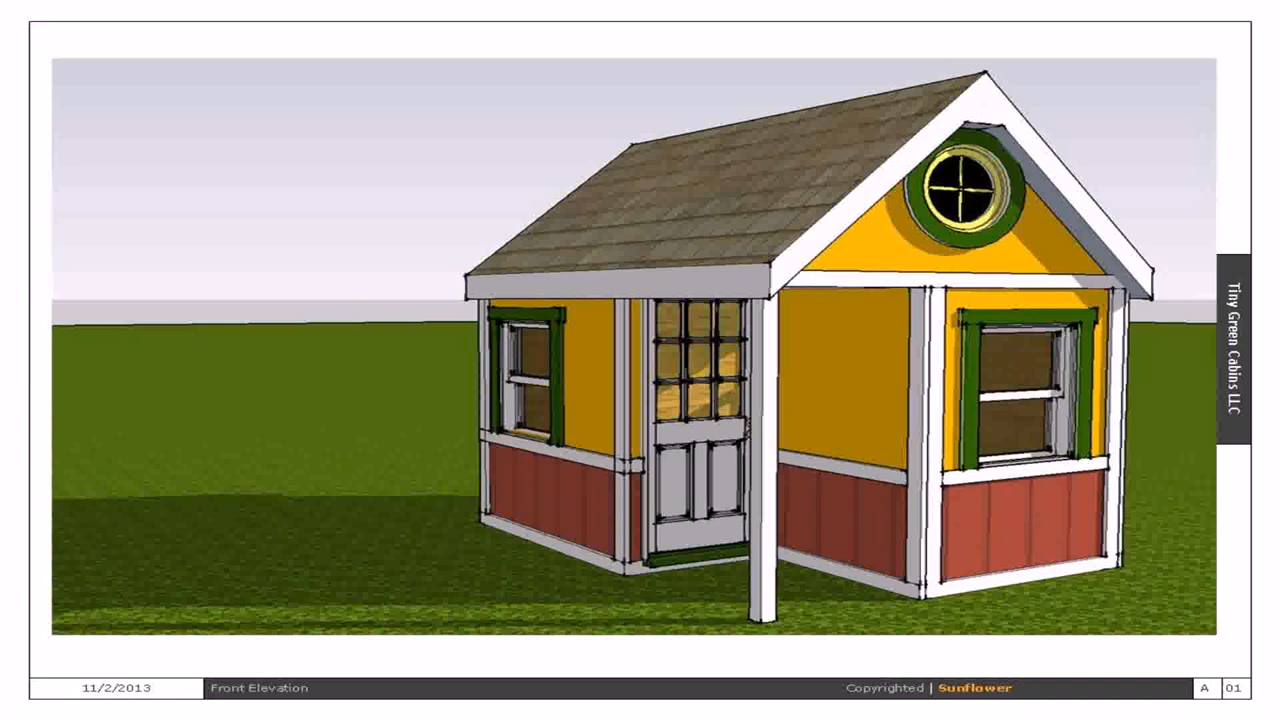 Tiny Green Cabins LLC
11/2/2013
Front Elevation
Copyrighted | Sunflower
A 01